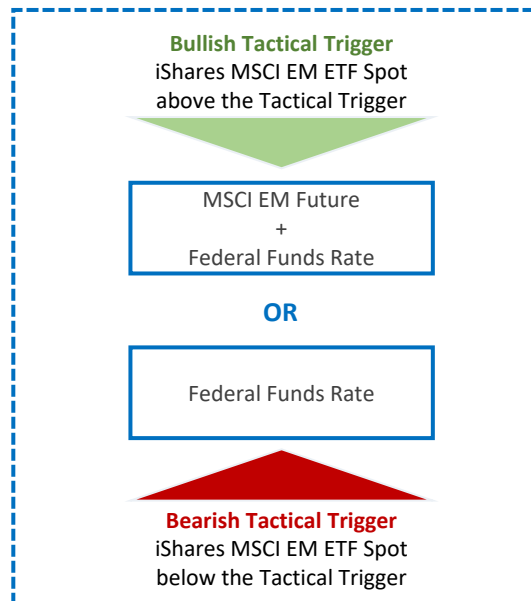 Bullish Tactical Trigger
iShares MSCI EM ETF Spot
above the Tactical Trigger
MSCI EM Future
+
Federal Funds Rate
OR
Federal Funds Rate
Bearish Tactical Trigger
iShares MSCI EM ETF Spot
below the Tactical Trigger